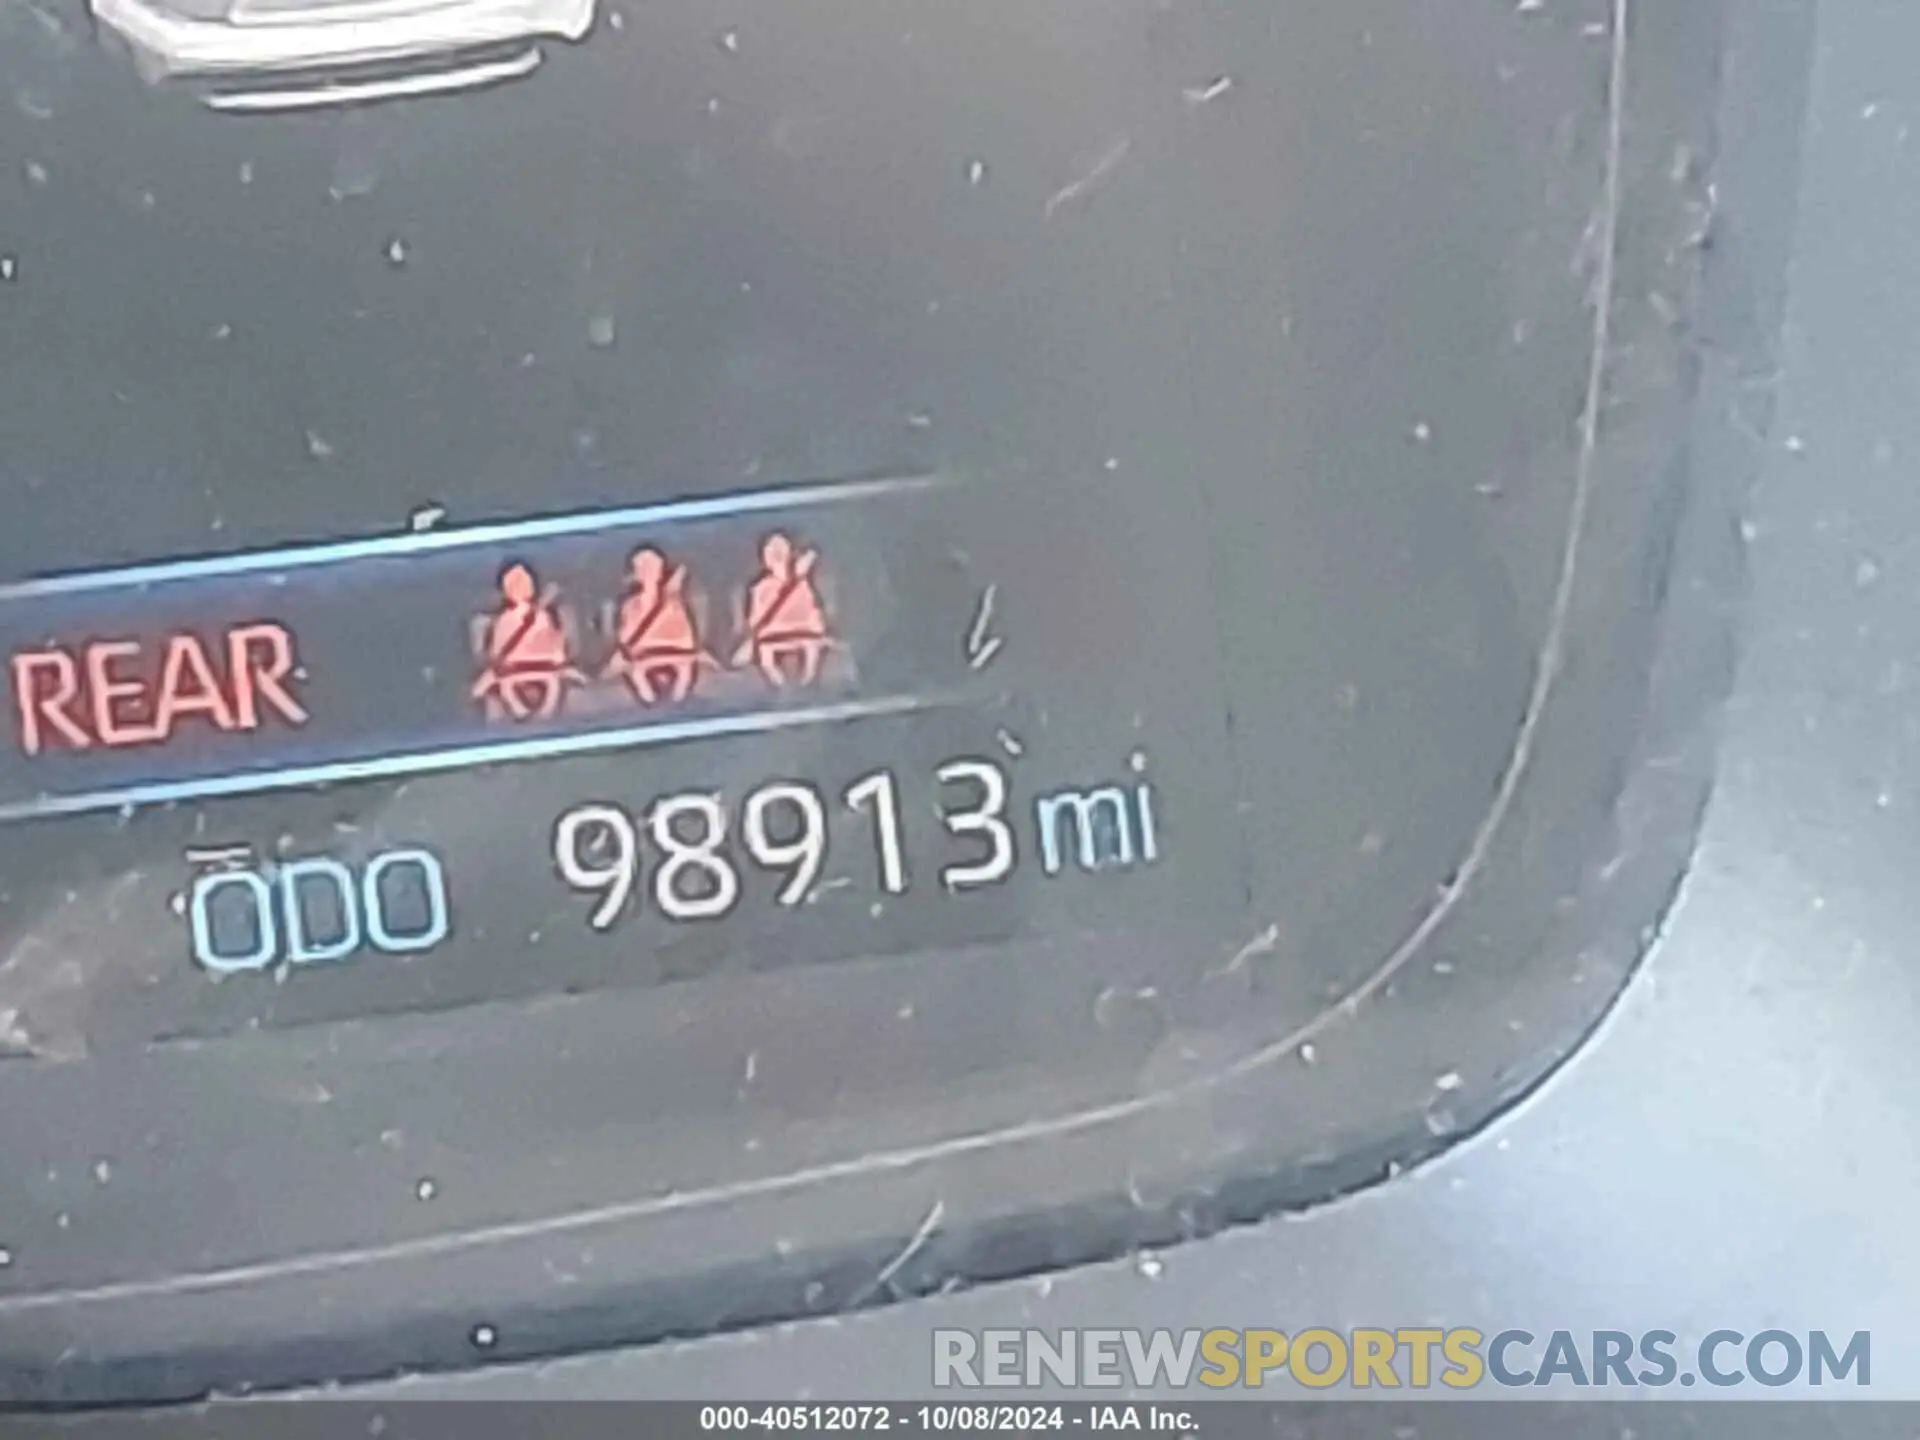 REAR
ODO 98913 mi
RENEWSPORTSCARS.COM
000-40512072 - 10/08/2024 - IAA Inc.